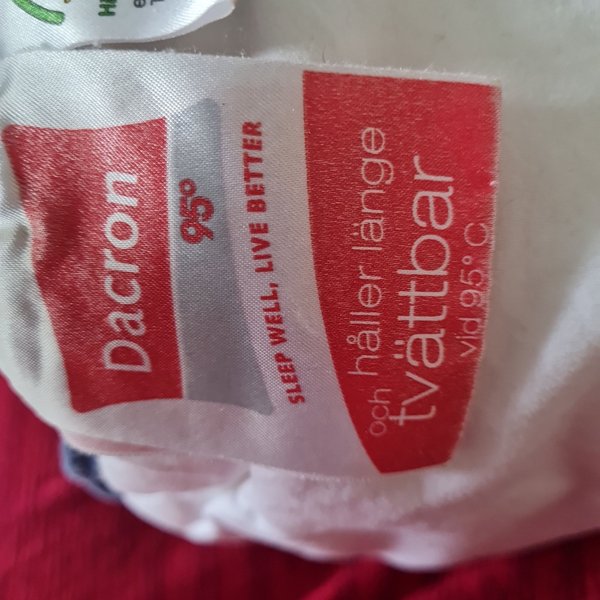 Dacron
95°
SLEEP WELL, LIVE BETTER
och håller länge
tvättbar
vid 95° C